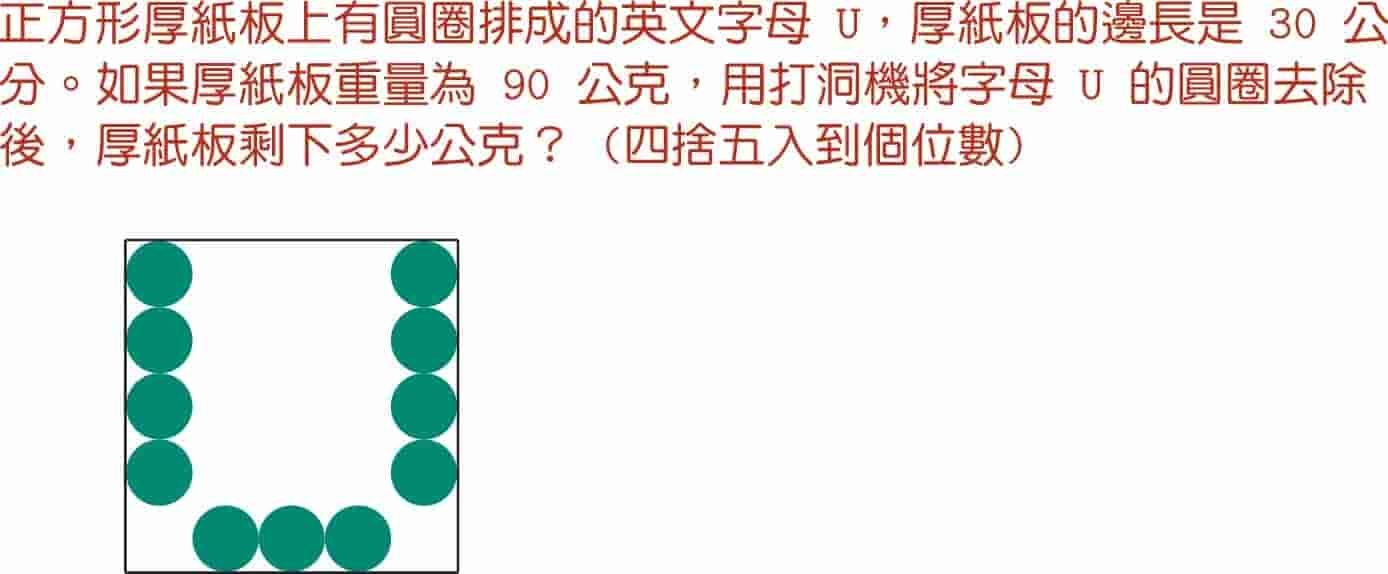 正方形厚紙板上有圓圈排成的英文字母 U，厚紙板的邊長是 30 公
分。如果厚紙板重量為 90 公克，用打洞機將字母 U 的圓圈去除
後，厚紙板剩下多少公克？（四捨五入到個位數）